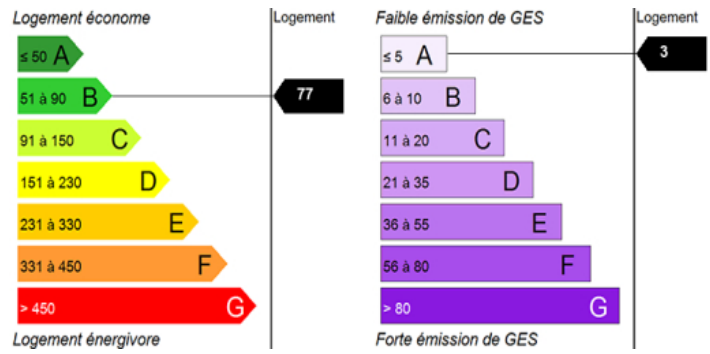 Logement économe
Logement
≤ 50 A
51 à 90 B
77
91 à 150 C
151 à 230 D
231 à 330 E
331 à 450 F
> 450 G
Logement énergivore
Faible émission de GES
Logement
≤ 5 A
3
6 à 10 B
11 à 20 C
21 à 35 D
36 à 55 E
56 à 80 F
> 80 G
Forte émission de GES